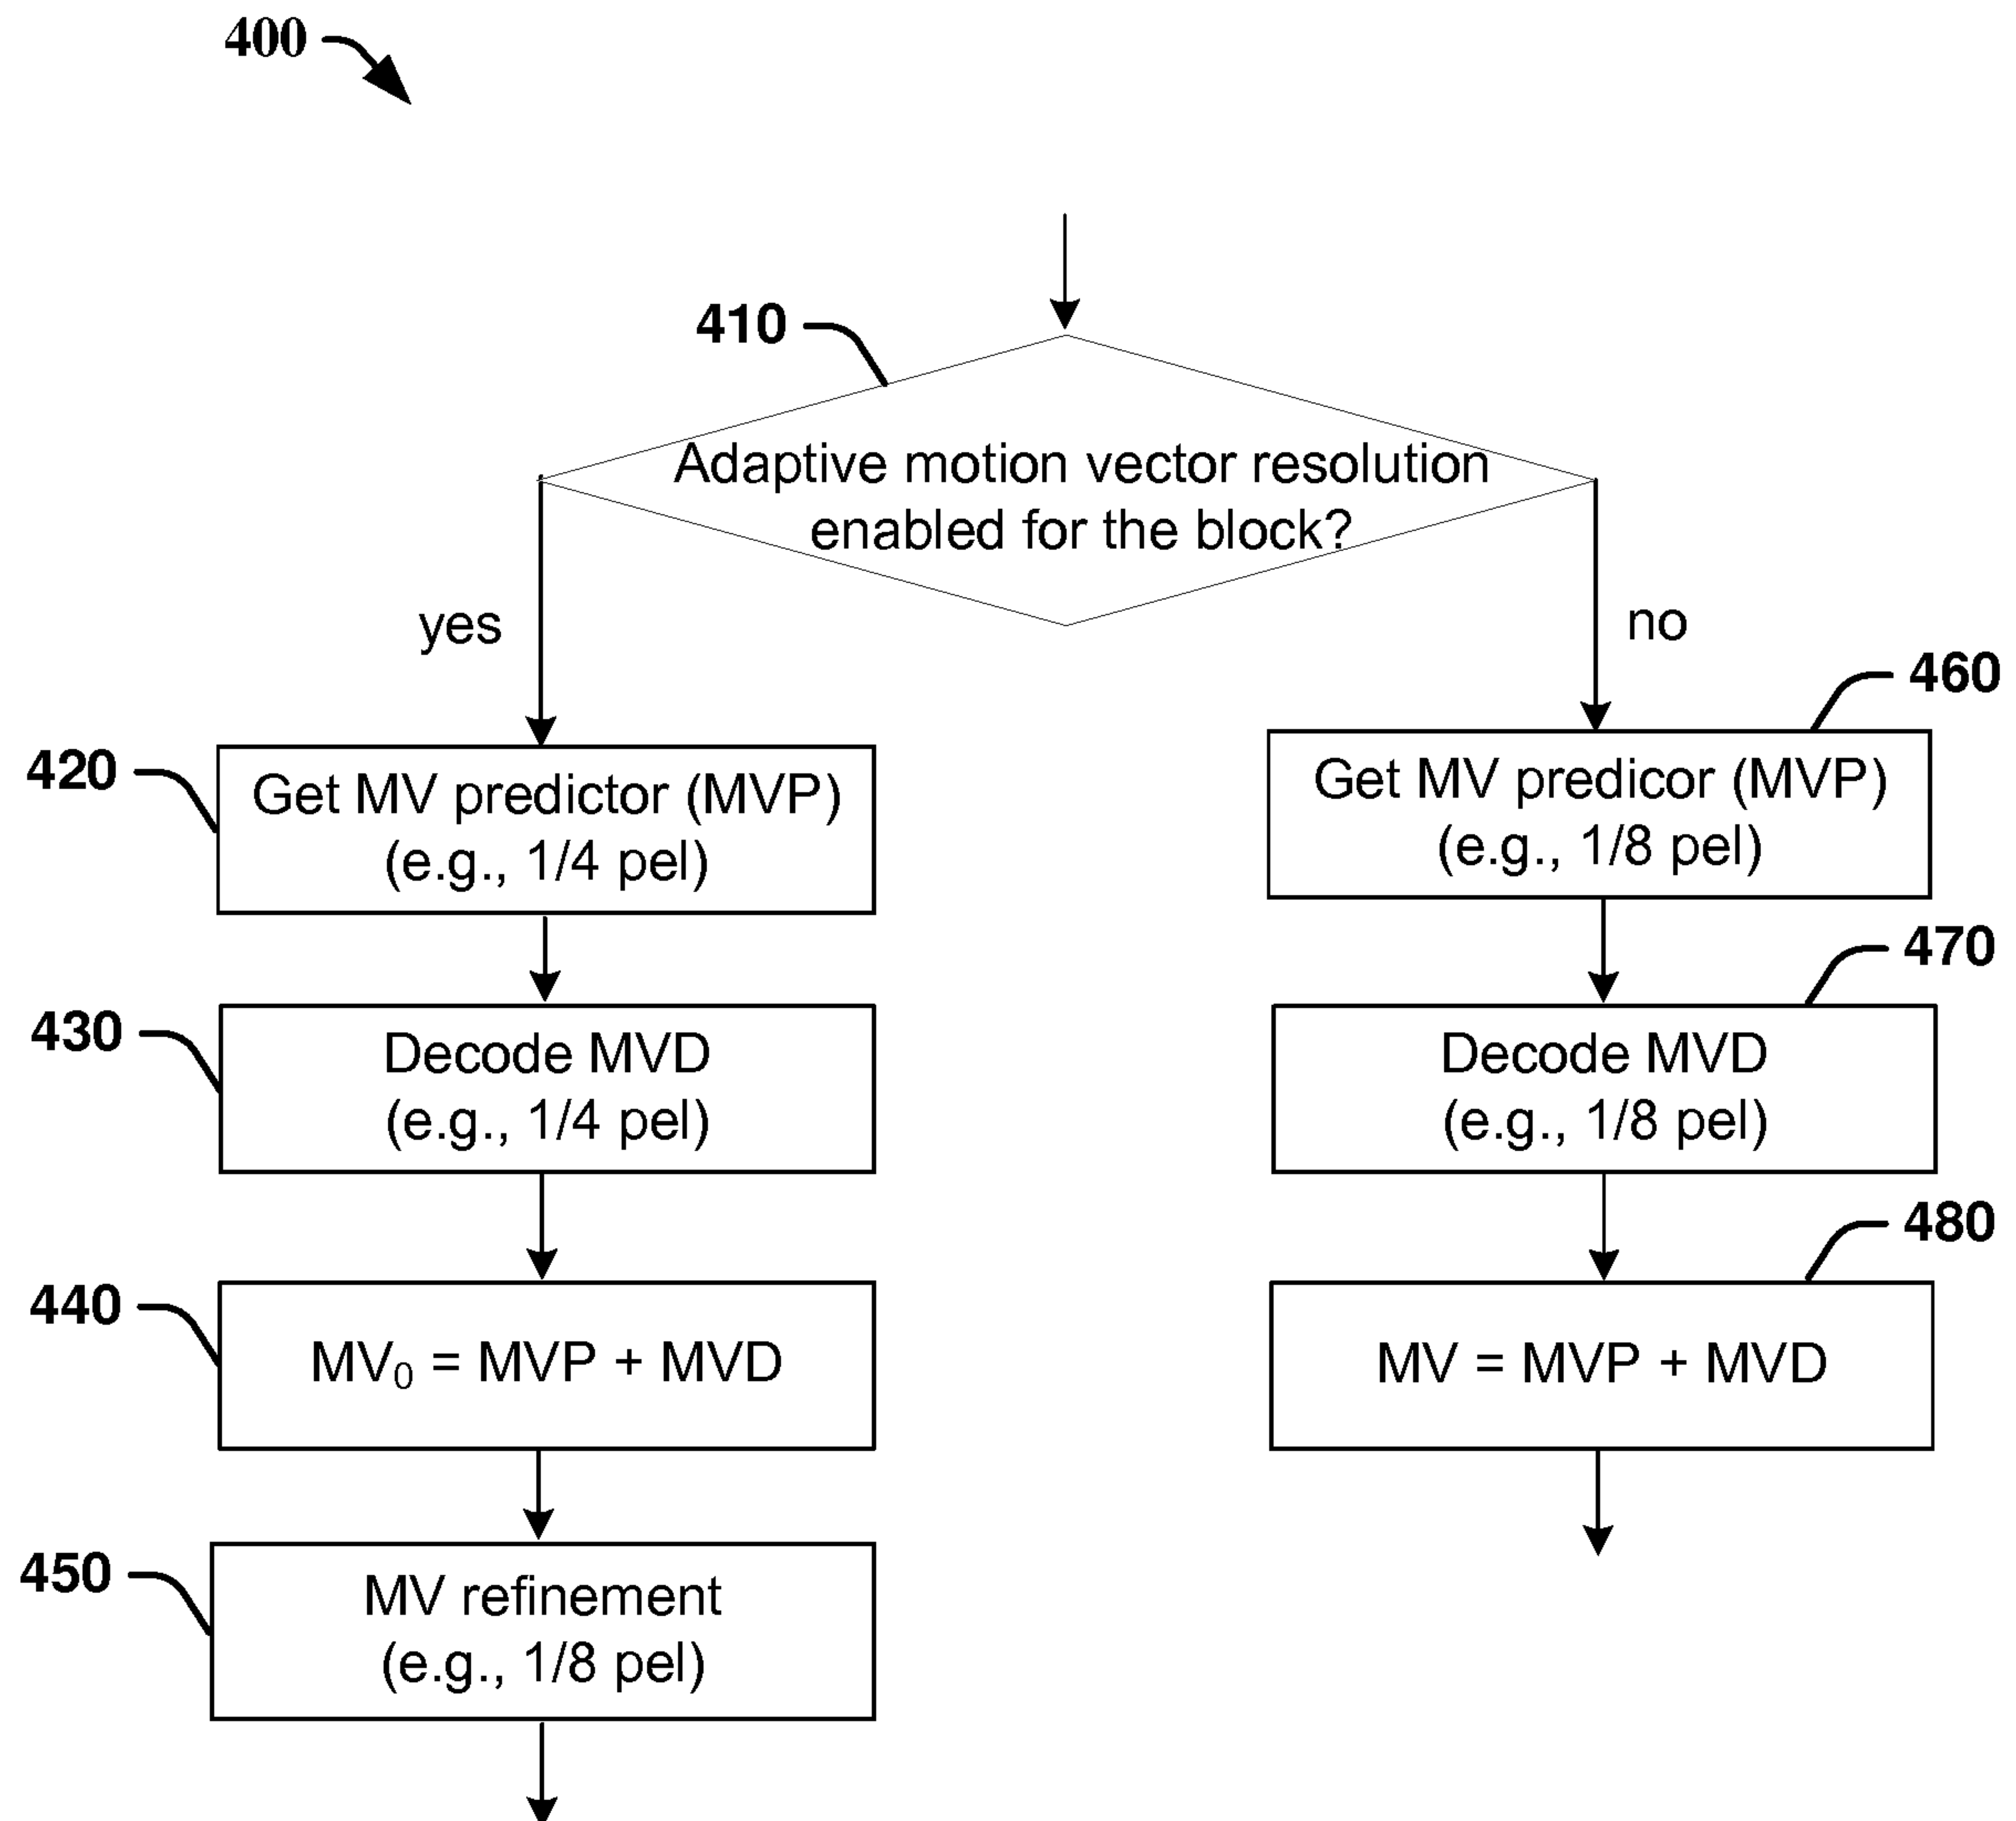 400
410
Adaptive motion vector resolution
enabled for the block?
yes
no
420
Get MV predictor (MVP)
(e.g., 1/4 pel)
430
Decode MVD
(e.g., 1/4 pel)
440
MV₀ = MVP + MVD
450
MV refinement
(e.g., 1/8 pel)
460
Get MV predicor (MVP)
(e.g., 1/8 pel)
470
Decode MVD
(e.g., 1/8 pel)
480
MV = MVP + MVD